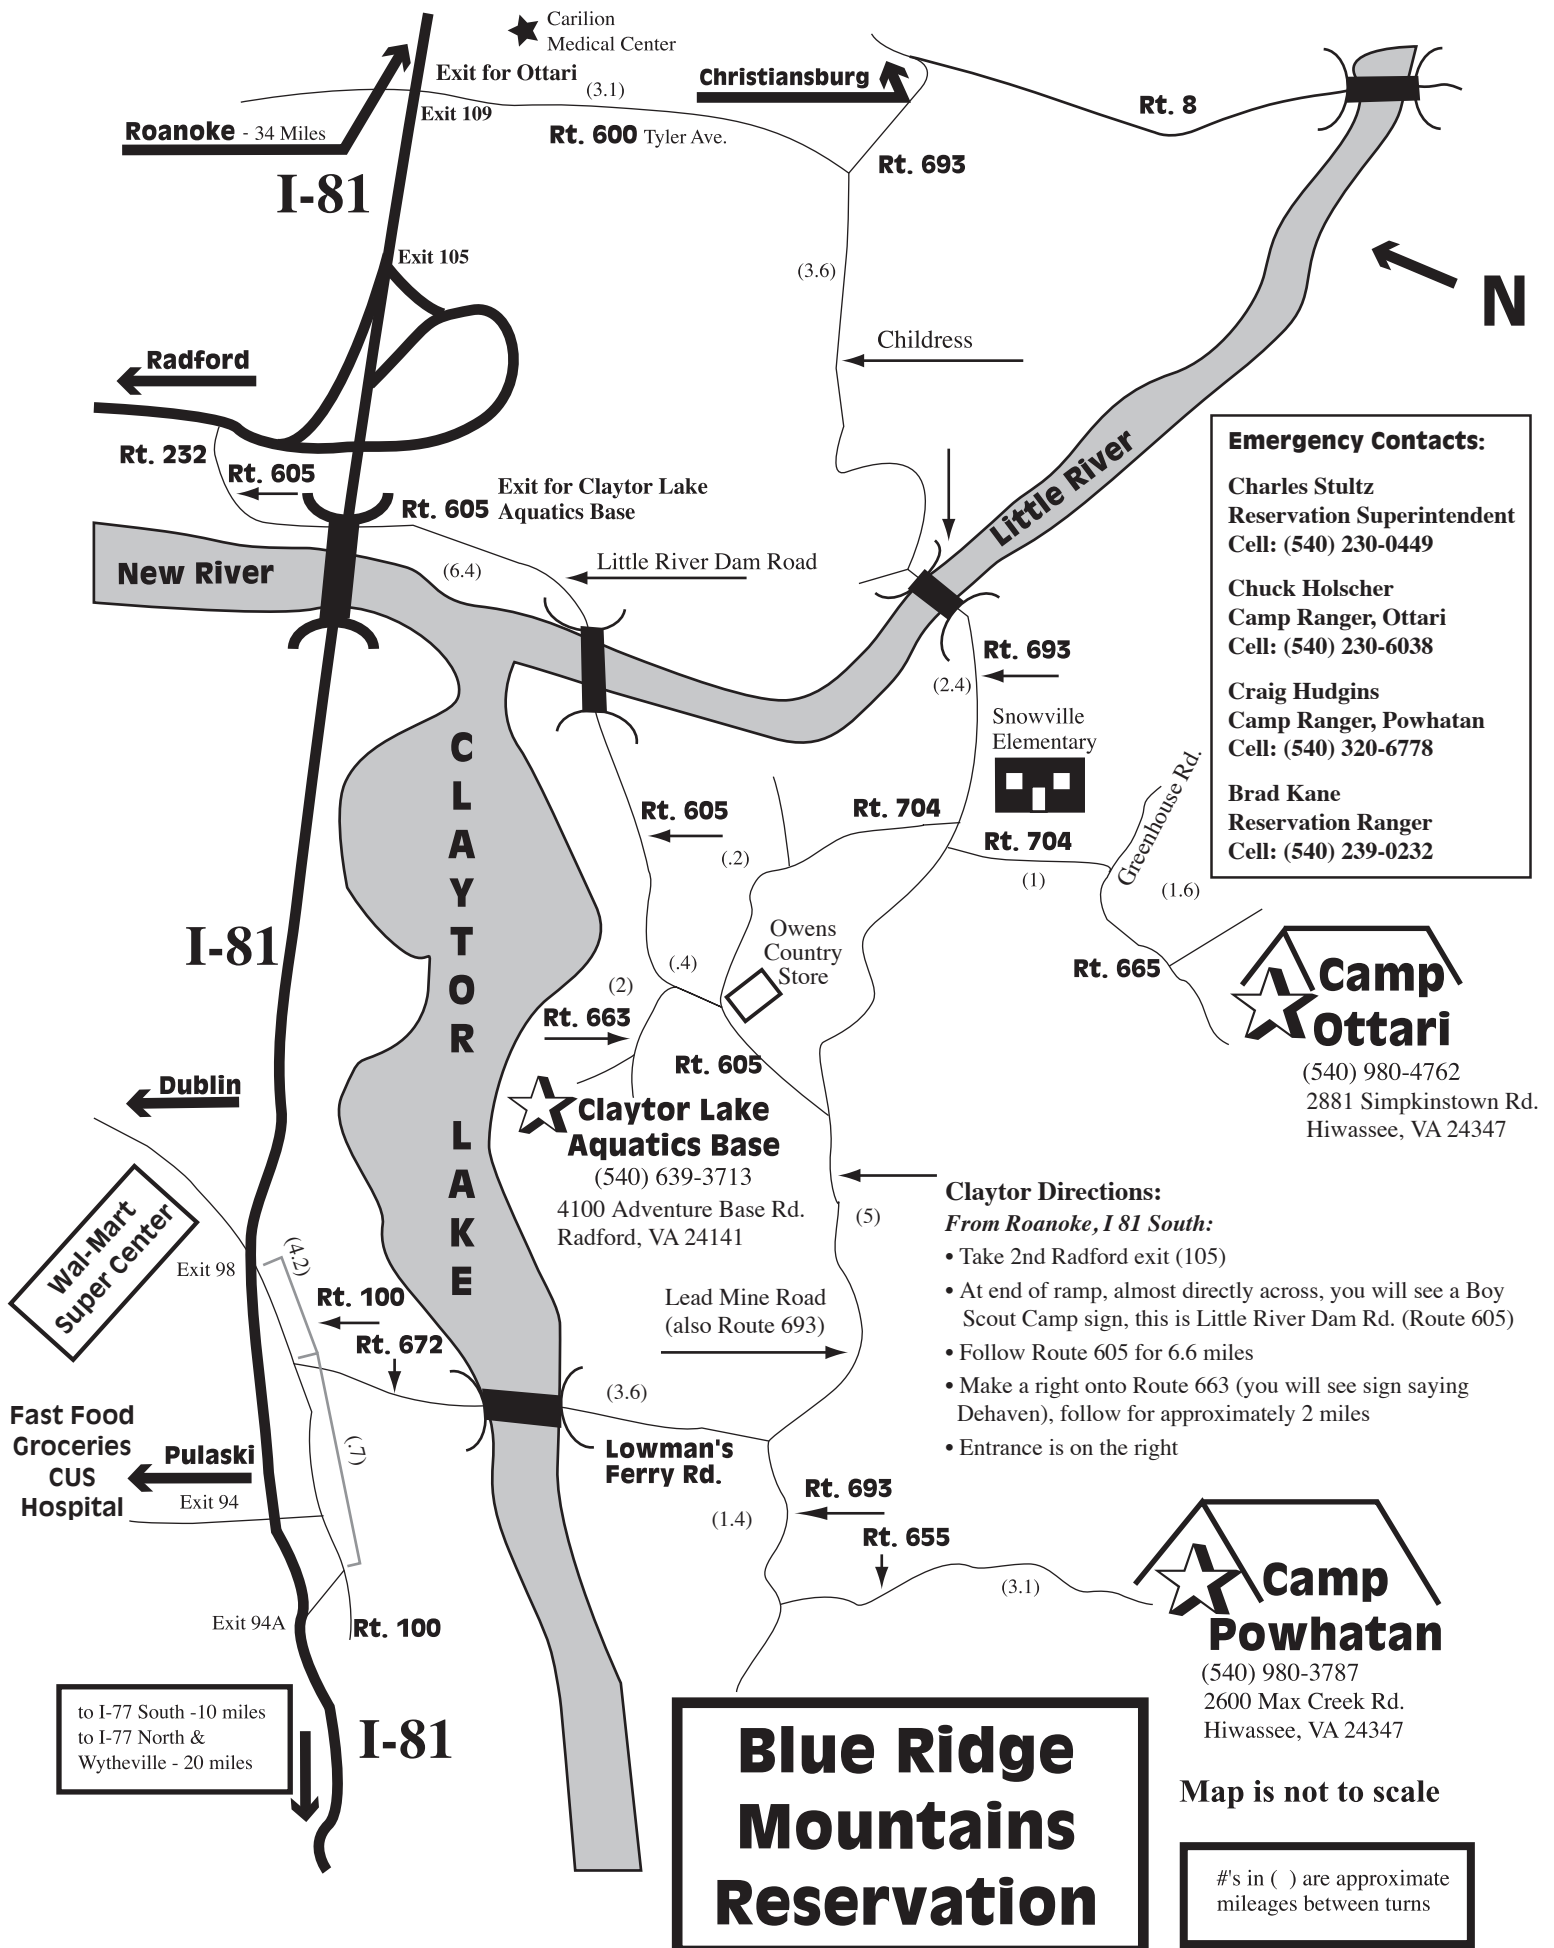 Carilion
Medical Center
Exit for Ottari
(3.1)
Christiansburg
Rt. 8
Exit 109
Roanoke - 34 Miles
Rt. 600 Tyler Ave.
Rt. 693
I-81
Exit 105
(3.6)
N
Childress
Radford
Rt. 232
Rt. 605
Rt. 605
Exit for Claytor Lake
Aquatics Base
Little River
New River
(6.4)
Little River Dam Road
Emergency Contacts:
Charles Stultz
Reservation Superintendent
Cell: (540) 230-0449
Chuck Holscher
Camp Ranger, Ottari
Cell: (540) 230-6038
Craig Hudgins
Camp Ranger, Powhatan
Cell: (540) 320-6778
Brad Kane
Reservation Ranger
Cell: (540) 239-0232
Rt. 693
(2.4)
Snowville
Elementary
CLAYTOR LAKE
Rt. 605
(.2)
Rt. 704
Rt. 704
(1)
Greenhouse Rd.
(1.6)
I-81
Owens
Country
Store
(.4)
(2)
Rt. 663
Rt. 605
Rt. 665
Camp
Ottari
(540) 980-4762
2881 Simpkinstown Rd.
Hiwassee, VA 24347
Dublin
Claytor Lake
Aquatics Base
(540) 639-3713
4100 Adventure Base Rd.
Radford, VA 24141
(5)
Claytor Directions:
From Roanoke, I 81 South:
• Take 2nd Radford exit (105)
• At end of ramp, almost directly across, you will see a Boy
Scout Camp sign, this is Little River Dam Rd. (Route 605)
• Follow Route 605 for 6.6 miles
• Make a right onto Route 663 (you will see sign saying
Dehaven), follow for approximately 2 miles
• Entrance is on the right
Wal-Mart
Super Center
Exit 98
(4.2)
Rt. 100
Rt. 672
Lead Mine Road
(also Route 693)
(3.6)
Lowman's
Ferry Rd.
Fast Food
Groceries
CUS
Hospital
Pulaski
Exit 94
(.7)
Rt. 693
(1.4)
Rt. 655
(3.1)
Exit 94A
Rt. 100
Camp
Powhatan
(540) 980-3787
2600 Max Creek Rd.
Hiwassee, VA 24347
to I-77 South -10 miles
to I-77 North &
Wytheville - 20 miles
I-81
Blue Ridge
Mountains
Reservation
Map is not to scale
#'s in ( ) are approximate
mileages between turns